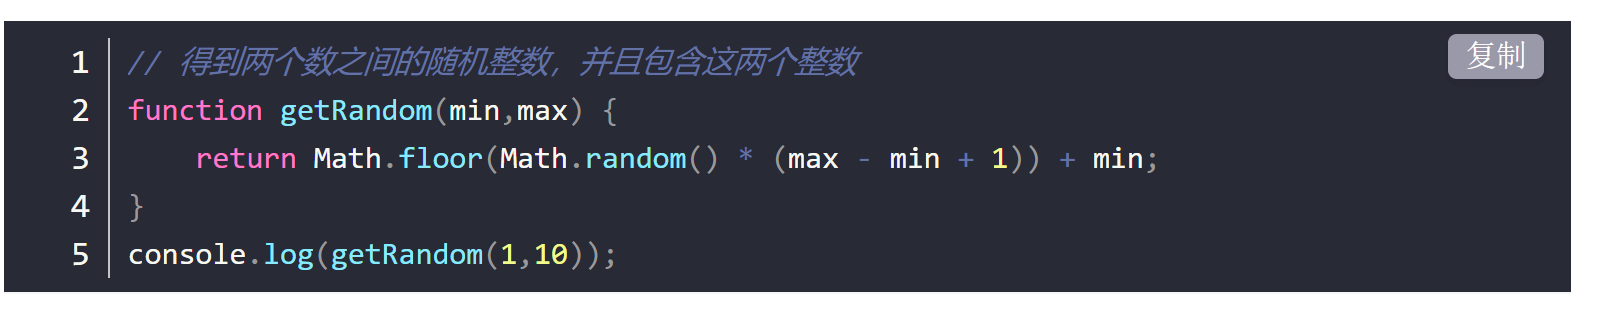 复制
1 // 得到两个数之间的随机整数，并且包含这两个整数
2 function getRandom(min,max) {
3     return Math.floor(Math.random() * (max - min + 1)) + min;
4 }
5 console.log(getRandom(1,10));